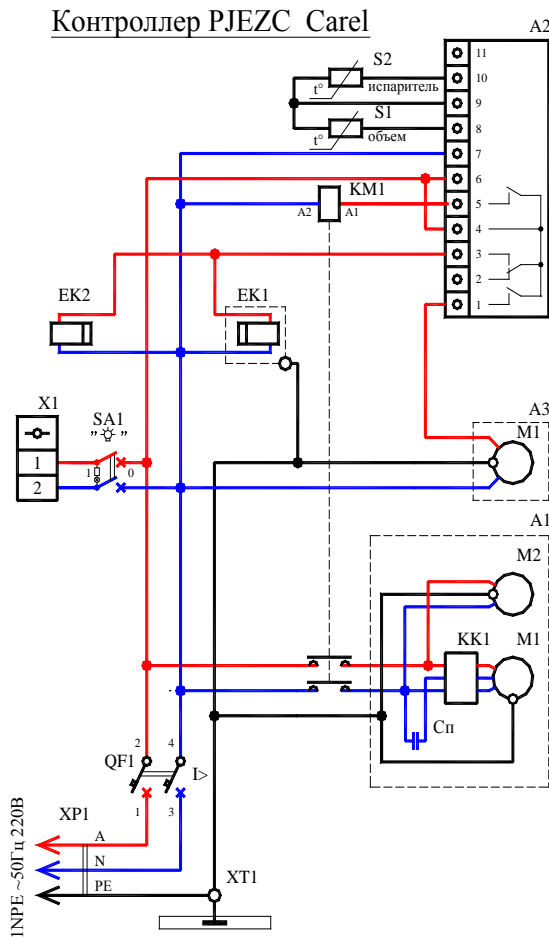 Контроллер PJEZC Carel
A2
11
S2
10
испаритель
t°
9
S1
8
t°
объем
7
6
KM1
A2
A1
5
4
3
EK2
EK1
2
1
X1
SA1
" "
A3
M1
1
1
0
2
A1
M2
KK1
M1
Сп
2
4
QF1
I>
1
3
XP1
A
N
PE
XT1
1NPE ~50Гц 220В